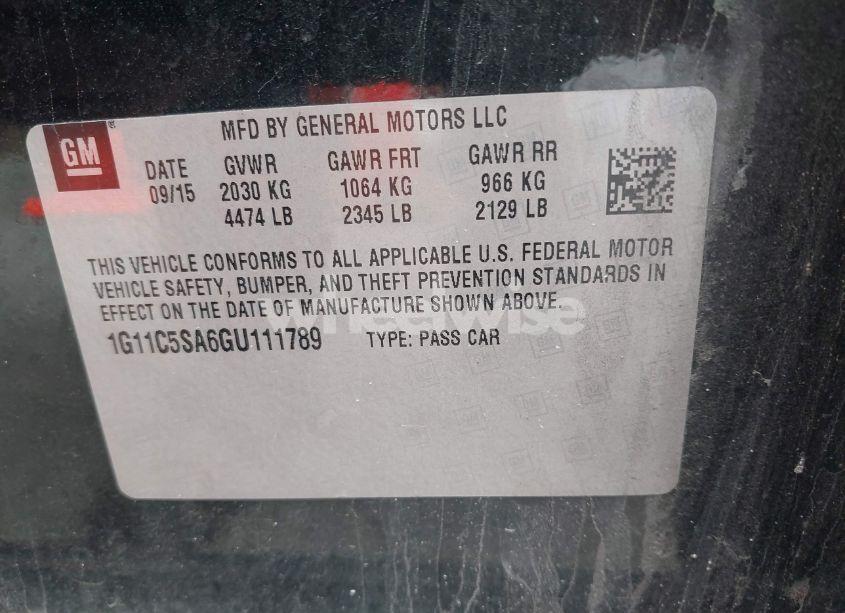 GM
MFD BY GENERAL MOTORS LLC
DATE GVWR GAWR FRT GAWR RR
09/15 2030 KG 1064 KG 966 KG
4474 LB 2345 LB 2129 LB
THIS VEHICLE CONFORMS TO ALL APPLICABLE U.S. FEDERAL MOTOR
VEHICLE SAFETY, BUMPER, AND THEFT PREVENTION STANDARDS IN
EFFECT ON THE DATE OF MANUFACTURE SHOWN ABOVE.
wheelwise
1G11C5SA6GU111789 TYPE: PASS CAR